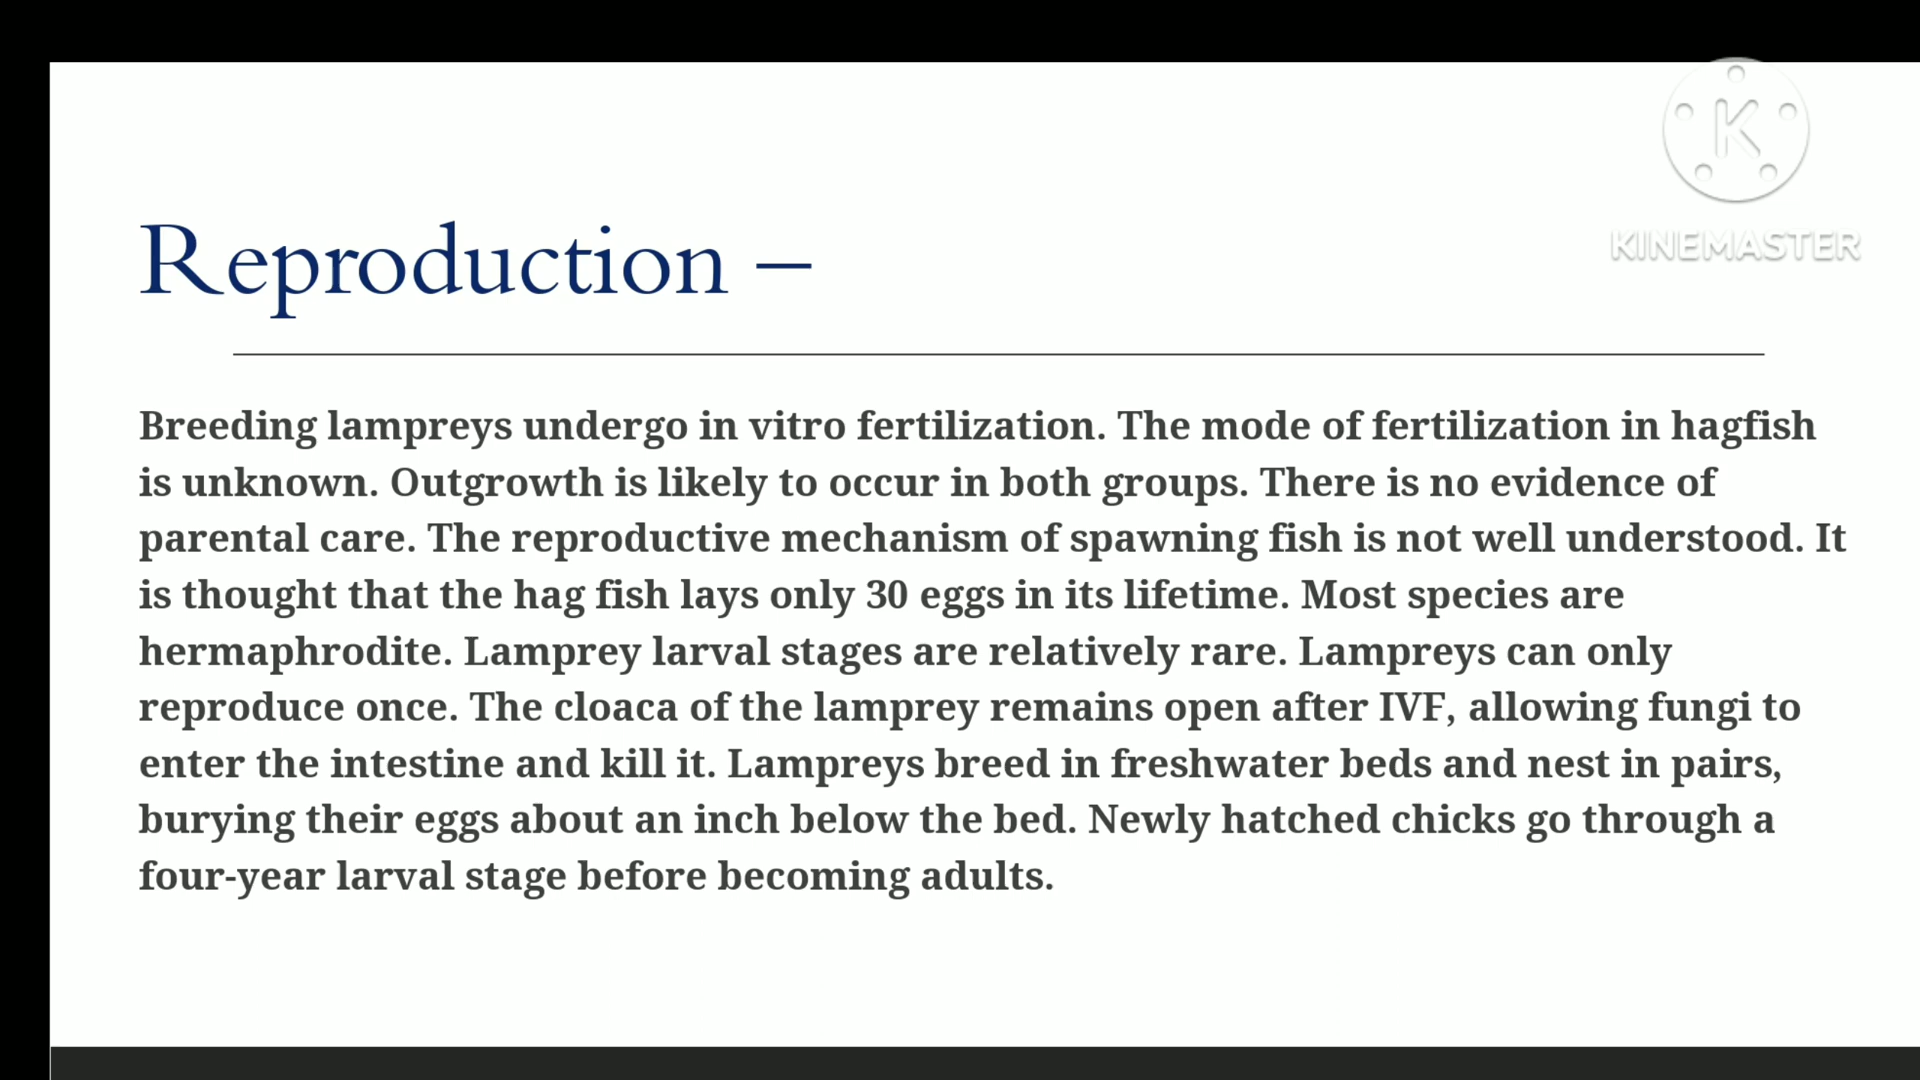 K
KINEMASTER
Reproduction –
Breeding lampreys undergo in vitro fertilization. The mode of fertilization in hagfish
is unknown. Outgrowth is likely to occur in both groups. There is no evidence of
parental care. The reproductive mechanism of spawning fish is not well understood. It
is thought that the hag fish lays only 30 eggs in its lifetime. Most species are
hermaphrodite. Lamprey larval stages are relatively rare. Lampreys can only
reproduce once. The cloaca of the lamprey remains open after IVF, allowing fungi to
enter the intestine and kill it. Lampreys breed in freshwater beds and nest in pairs,
burying their eggs about an inch below the bed. Newly hatched chicks go through a
four-year larval stage before becoming adults.